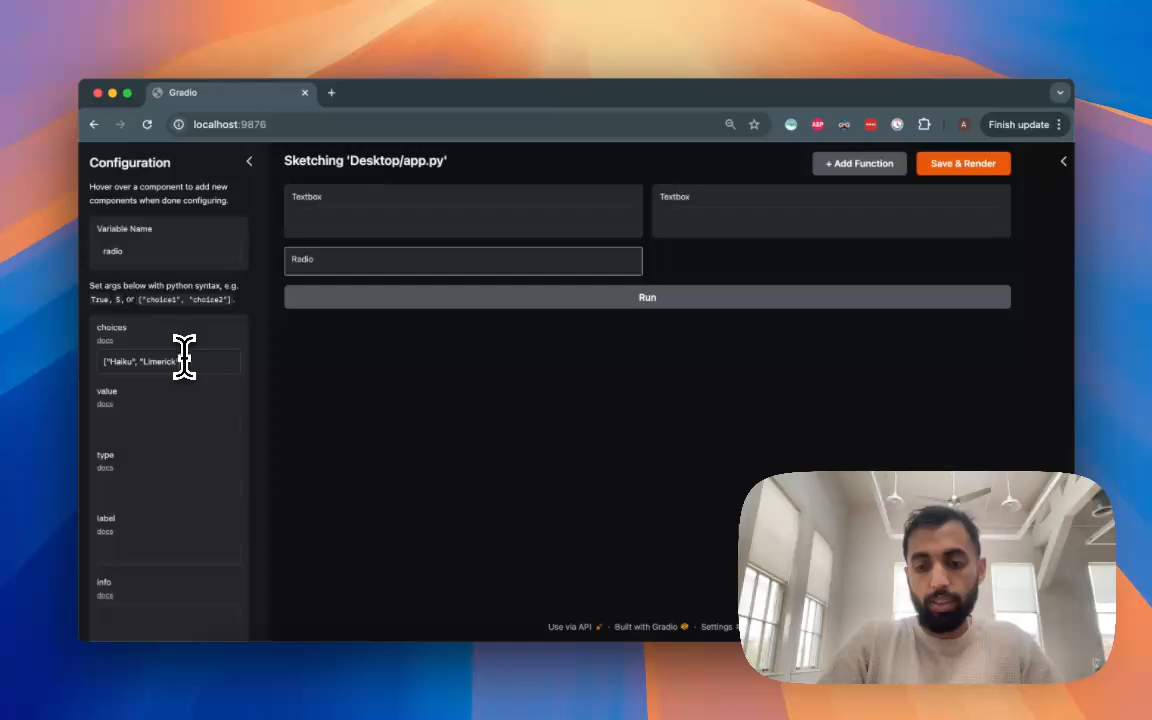 Gradio
localhost:9876
ABP
A
Finish update
Configuration
Hover over a component to add new
components when done configuring.
Variable Name
radio
Set args below with python syntax, e.g.
True, 5, or ["choice1", "choice2"].
choices
docs
["Haiku", "Limerick"
value
docs
type
docs
label
docs
info
docs
Sketching 'Desktop/app.py'
+ Add Function
Save & Render
Textbox
Textbox
Radio
Run
Use via API · Built with Gradio · Settings